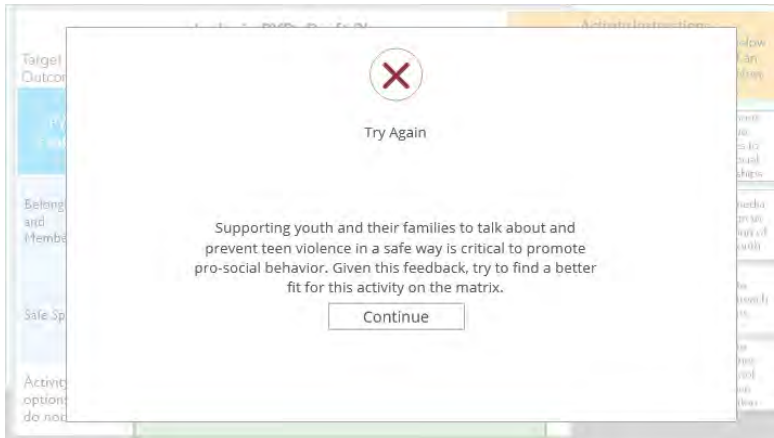 Target
Outco
Try Again
Supporting youth and their families to talk about and
prevent teen violence in a safe way is critical to promote
pro-social behavior. Given this feedback, try to find a better
fit for this activity on the matrix.
Continue
Belong
and
Membe
Safe Sp
Activity
option
do not